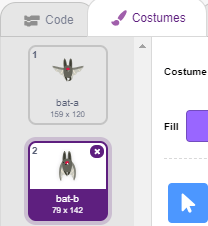 Code
Costumes
1
bat-a
159 x 120
2
bat-b
79 x 142
Costume
Fill